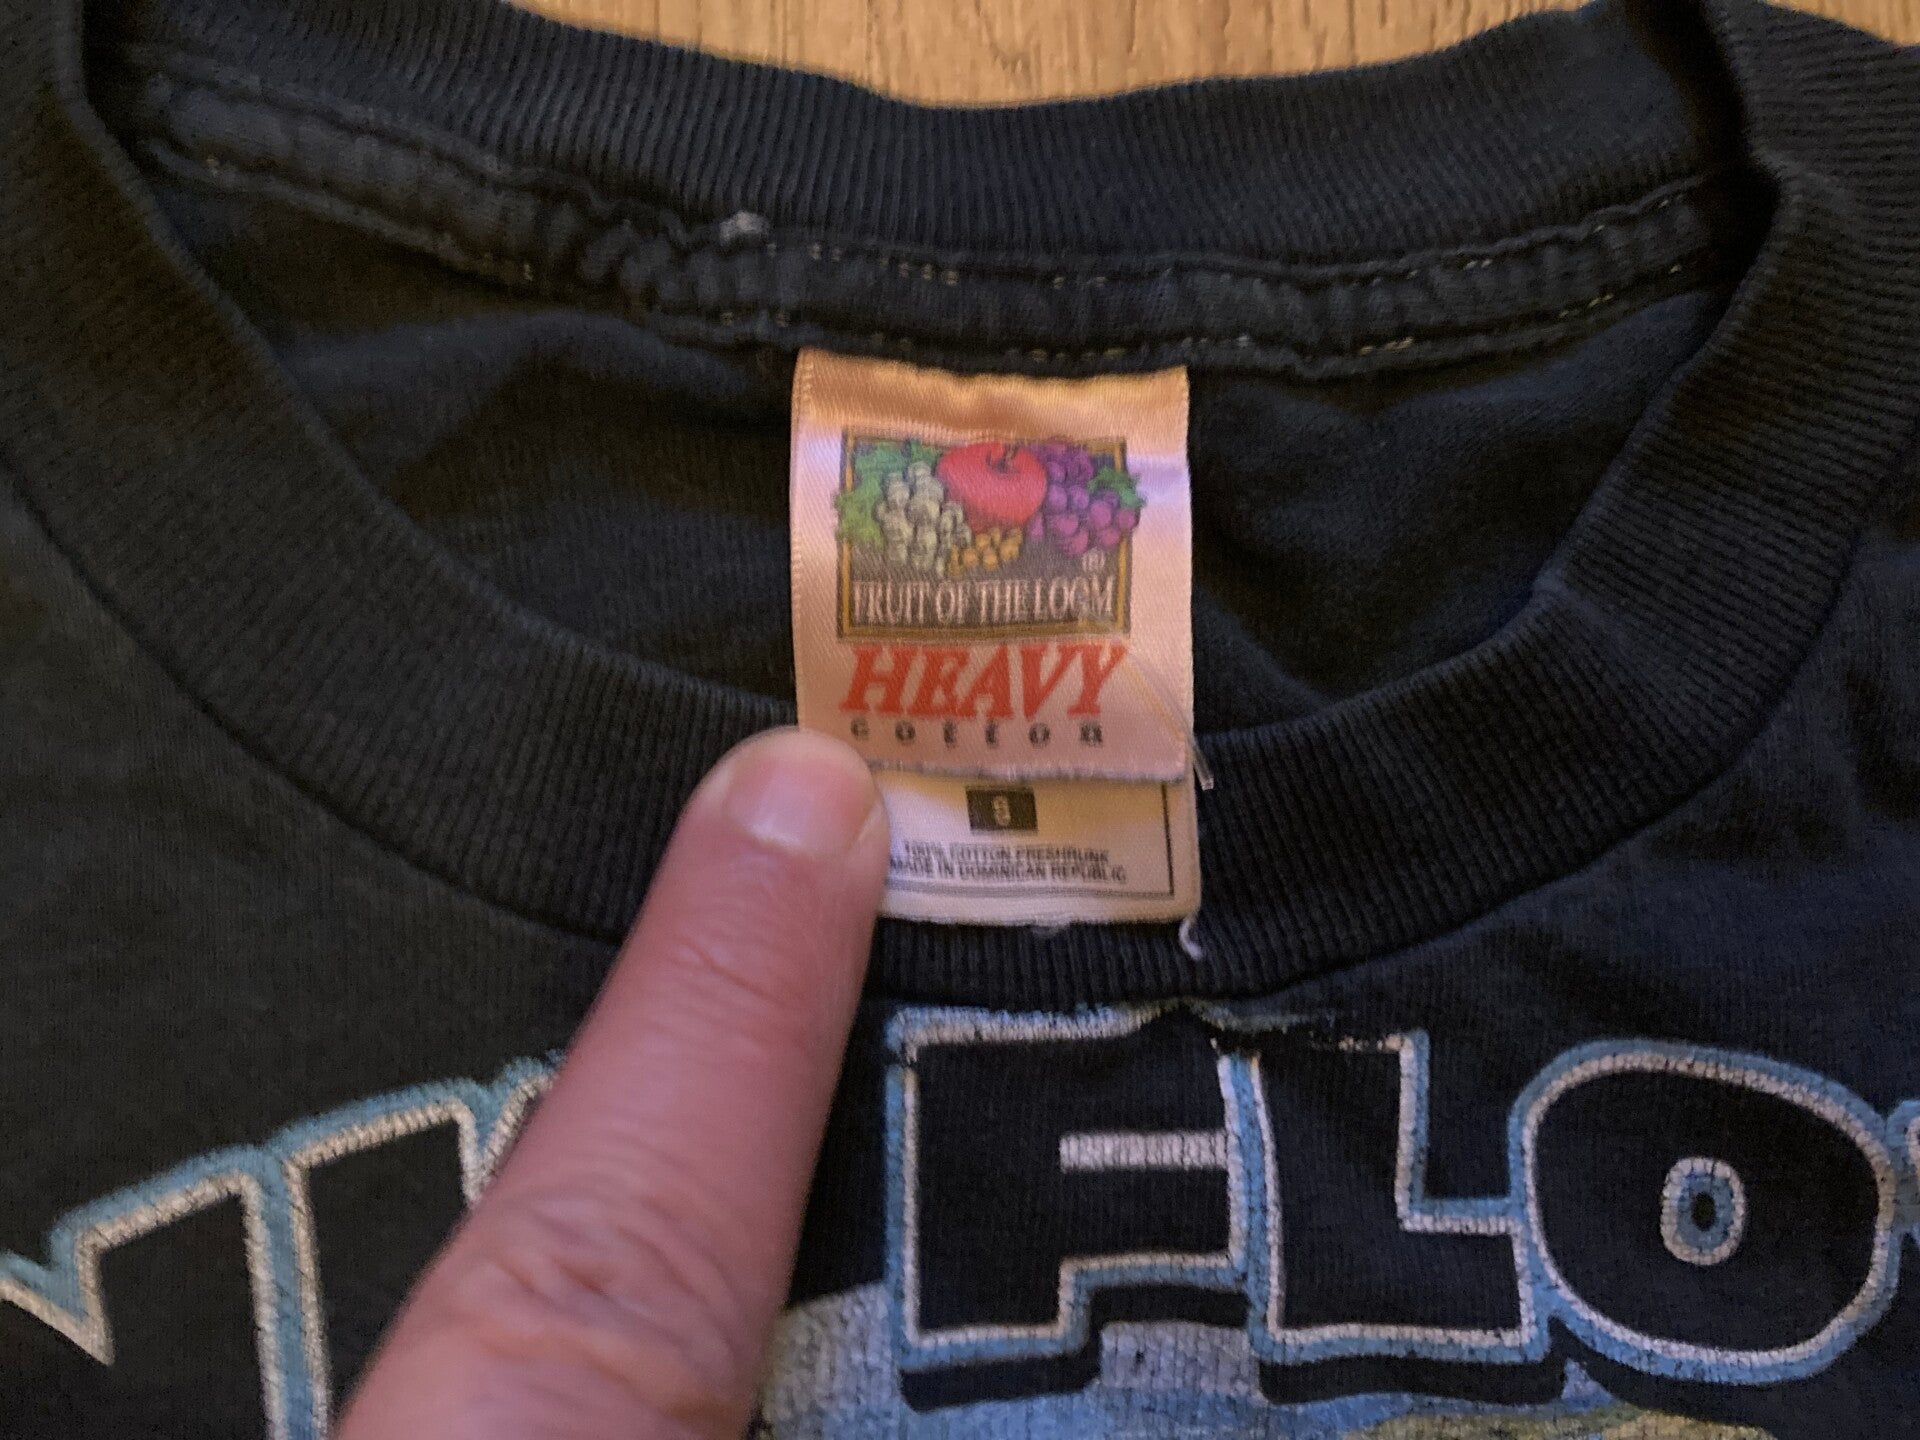 ®
FRUIT OF THE LOOM
HEAVY
cotton
S
100% COTTON PRESHRUNK
MADE IN DOMINICAN REPUBLIC
FLO